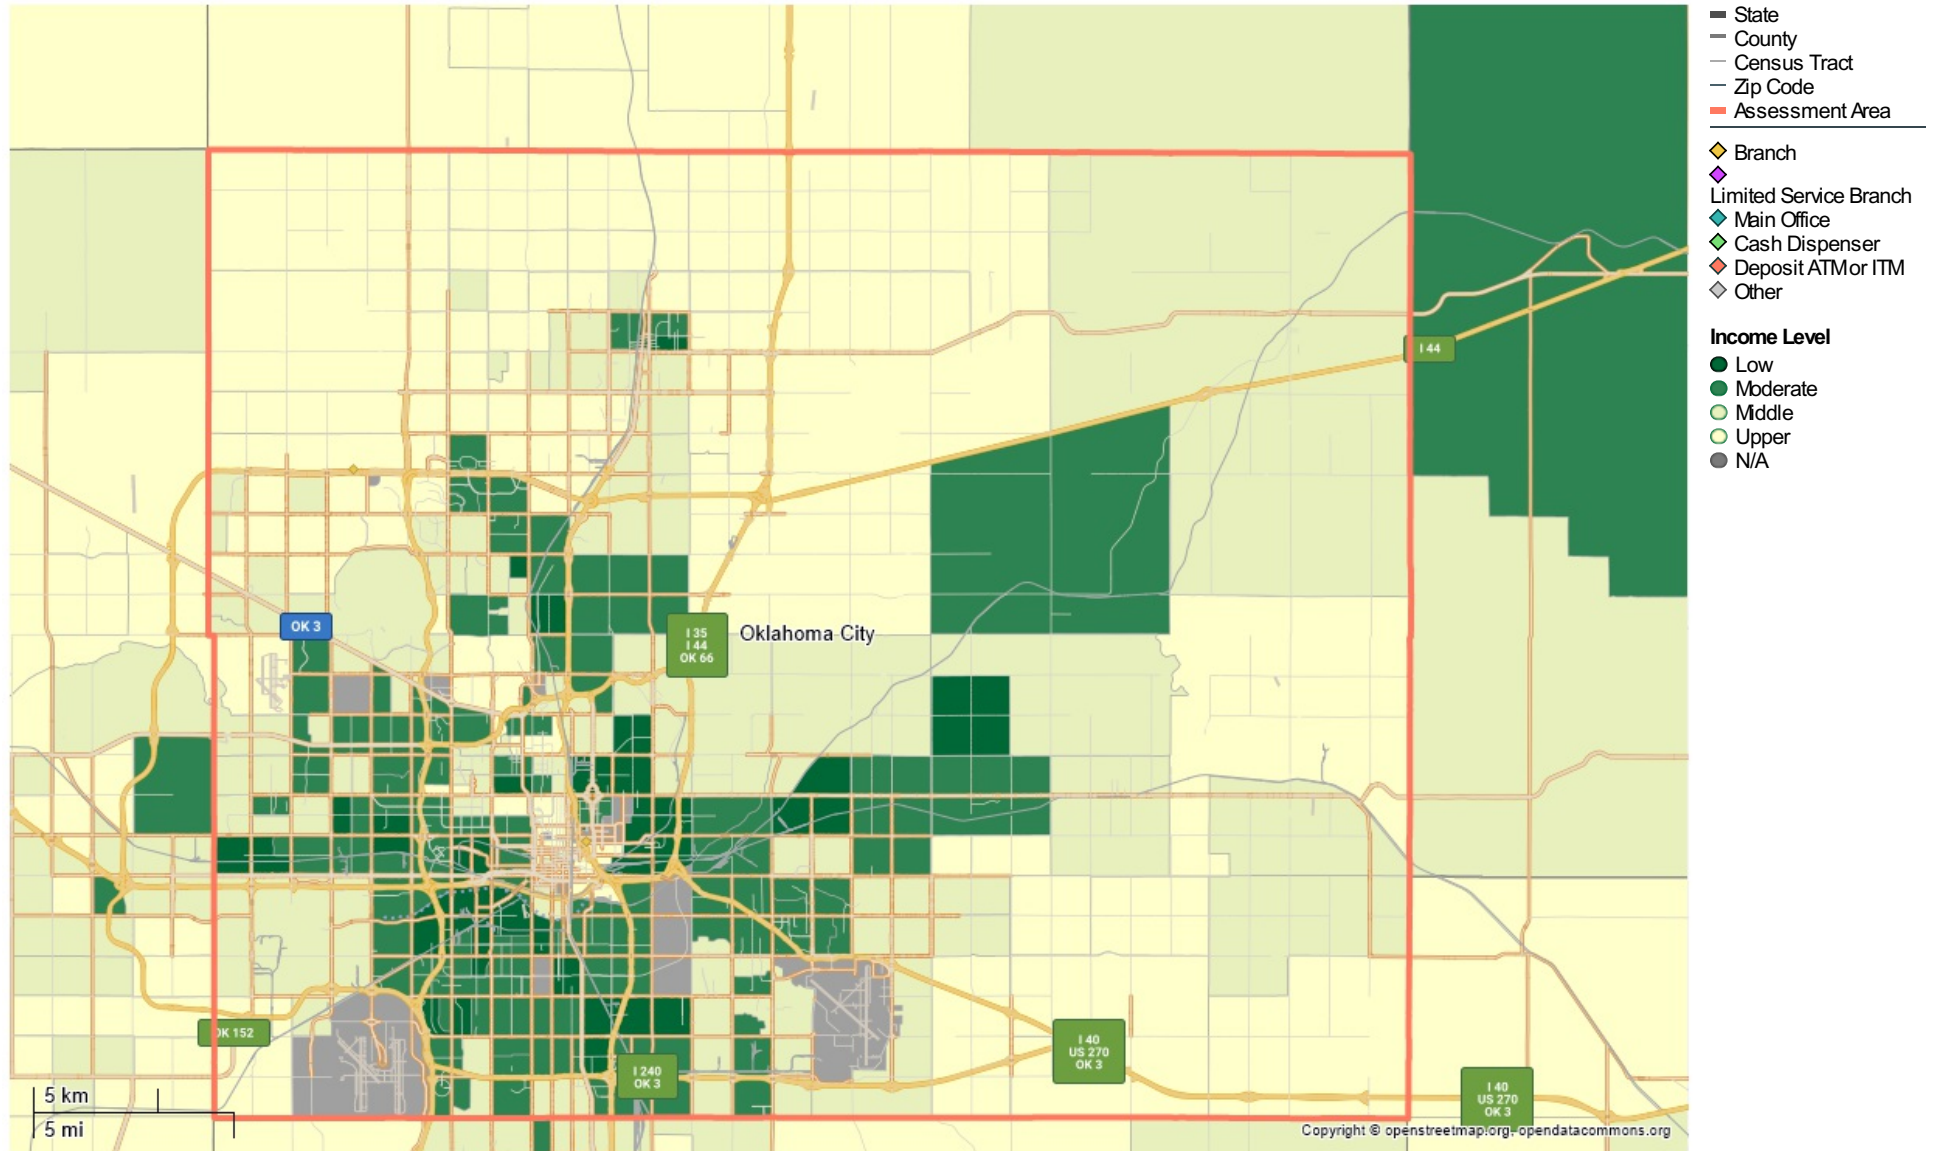 State
County
Census Tract
Zip Code
Assessment Area
Branch
Limited Service Branch
Main Office
Cash Dispenser
Deposit ATM or ITM
Other
Income Level
Low
Moderate
Middle
Upper
N/A
I 44
OK 3
I 35
I 44
OK 66
Oklahoma City
OK 152
I 240
OK 3
I 40
US 270
OK 3
I 40
US 270
OK 3
5 km
5 mi
Copyright © openstreetmap.org, opendatacommons.org